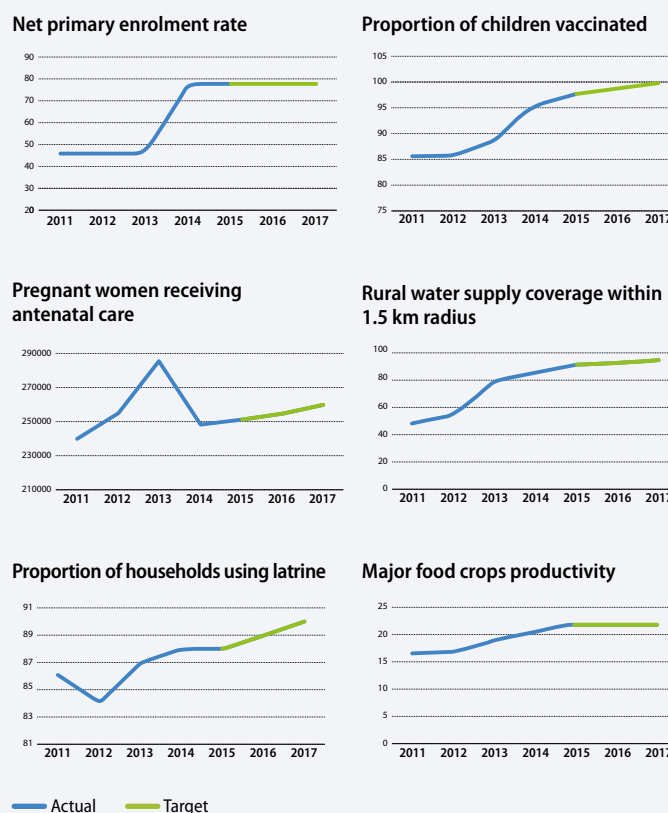 Net primary enrolment rate
90
80
70
60
50
40
30
20
2011 2012 2013 2014 2015 2016 2017
Proportion of children vaccinated
105
100
95
90
85
80
75
2011 2012 2013 2014 2015 2016 2017
Pregnant women receiving
antenatal care
290000
270000
250000
230000
210000
2011 2012 2013 2014 2015 2016 2017
Rural water supply coverage within
1.5 km radius
100
80
60
40
20
0
2011 2012 2013 2014 2015 2016 2017
Proportion of households using latrine
91
89
87
85
83
81
2011 2012 2013 2014 2015 2016 2017
Major food crops productivity
25
20
15
10
5
0
2011 2012 2013 2014 2015 2016 2017
Actual Target